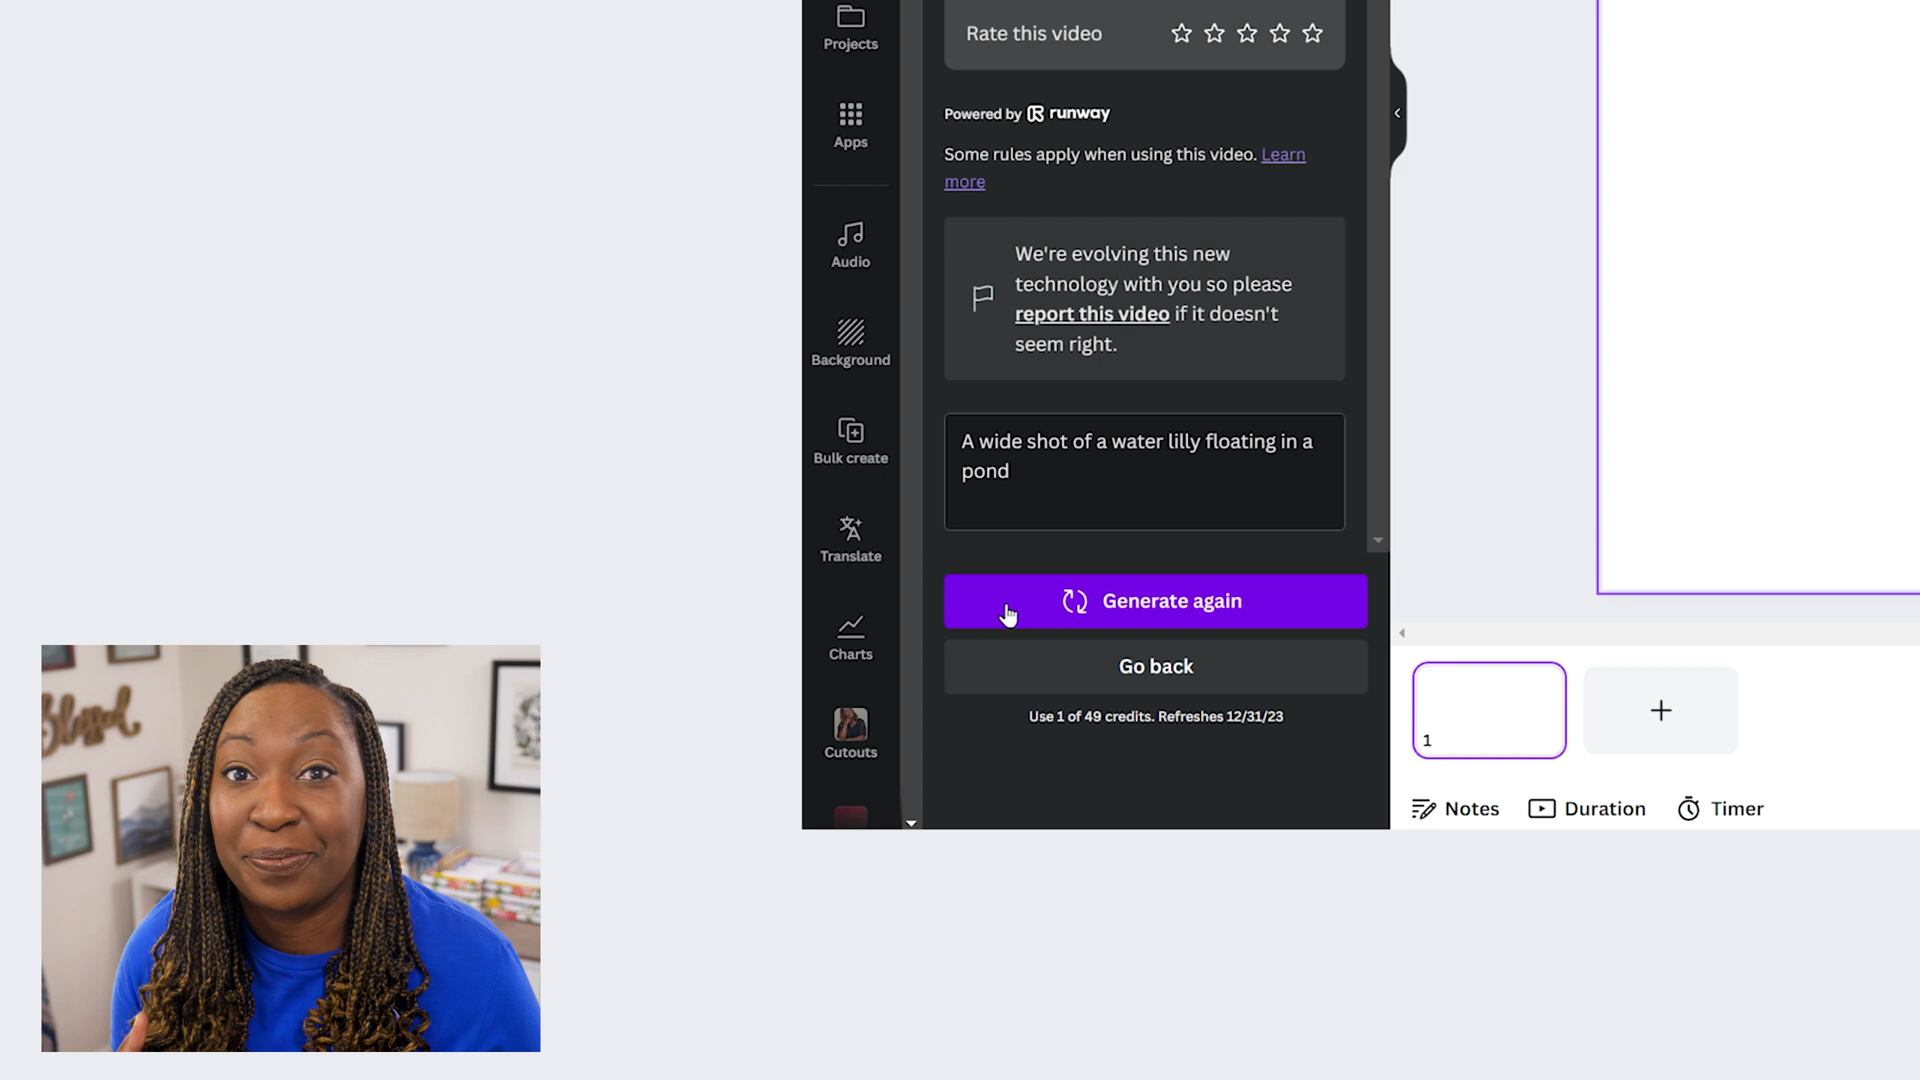 Projects
Apps
Audio
Background
Bulk create
Translate
Charts
Cutouts
Rate this video
Powered by runway
Some rules apply when using this video. Learn
more
We're evolving this new
technology with you so please
report this video if it doesn't
seem right.
A wide shot of a water lilly floating in a
pond
Generate again
Go back
Use 1 of 49 credits. Refreshes 12/31/23
1
Notes
Duration
Timer
Blessed